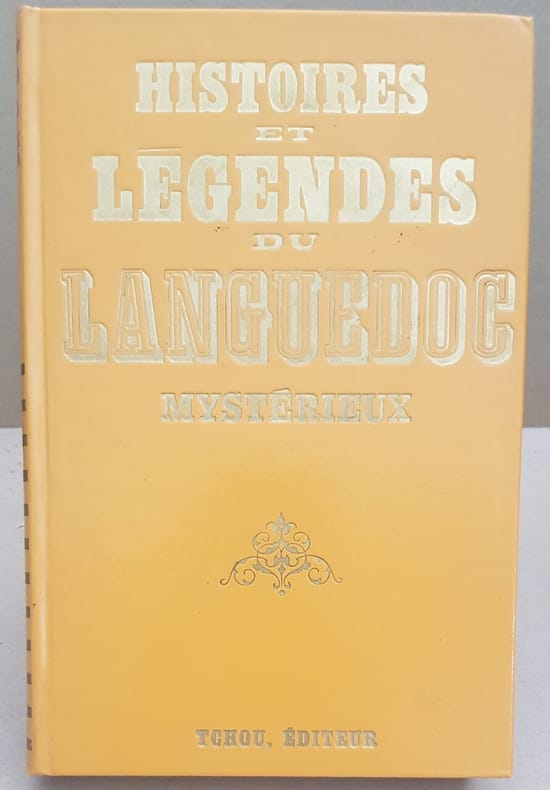 HISTOIRES
ET
LÉGENDES
DU
LANGUEDOC
MYSTÉRIEUX
TCHOU, ÉDITEUR